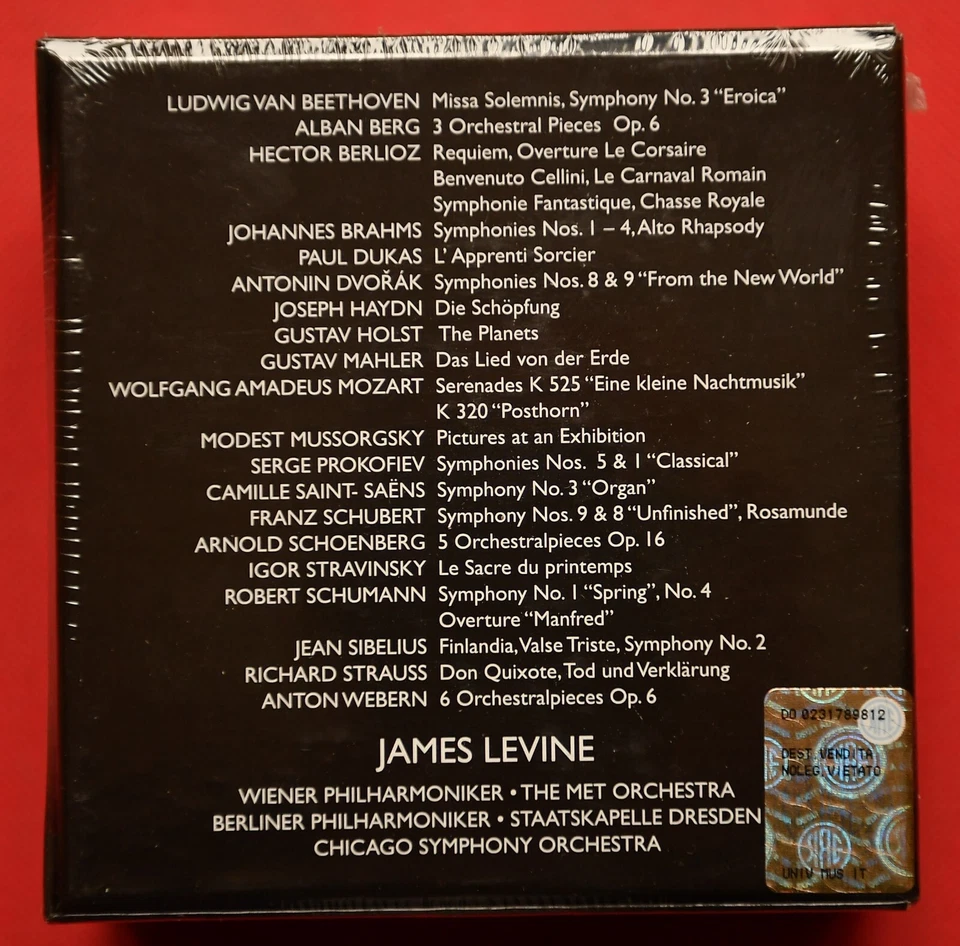 LUDWIG VAN BEETHOVEN Missa Solemnis, Symphony No. 3 “Eroica”
ALBAN BERG 3 Orchestral Pieces Op. 6
HECTOR BERLIOZ Requiem, Overture Le Corsaire
Benvenuto Cellini, Le Carnaval Romain
Symphonie Fantastique, Chasse Royale
JOHANNES BRAHMS Symphonies Nos. 1 – 4, Alto Rhapsody
PAUL DUKAS L’ Apprenti Sorcier
ANTONIN DVOŘÁK Symphonies Nos. 8 & 9 “From the New World”
JOSEPH HAYDN Die Schöpfung
GUSTAV HOLST The Planets
GUSTAV MAHLER Das Lied von der Erde
WOLFGANG AMADEUS MOZART Serenades K 525 “Eine kleine Nachtmusik”
K 320 “Posthorn”
MODEST MUSSORGSKY Pictures at an Exhibition
SERGE PROKOFIEV Symphonies Nos. 5 & 1 “Classical”
CAMILLE SAINT- SAËNS Symphony No. 3 “Organ”
FRANZ SCHUBERT Symphony Nos. 9 & 8 “Unfinished”, Rosamunde
ARNOLD SCHOENBERG 5 Orchestralpieces Op. 16
IGOR STRAVINSKY Le Sacre du printemps
ROBERT SCHUMANN Symphony No. 1 “Spring”, No. 4
Overture “Manfred”
JEAN SIBELIUS Finlandia, Valse Triste, Symphony No. 2
RICHARD STRAUSS Don Quixote, Tod und Verklärung
ANTON WEBERN 6 Orchestralpieces Op. 6
JAMES LEVINE
WIENER PHILHARMONIKER • THE MET ORCHESTRA
BERLINER PHILHARMONIKER • STAATSKAPELLE DRESDEN
CHICAGO SYMPHONY ORCHESTRA
DO 0231789812
DEST.VENDITA
NOLEG.VIETATO
SIAE
UNIV MUS IT